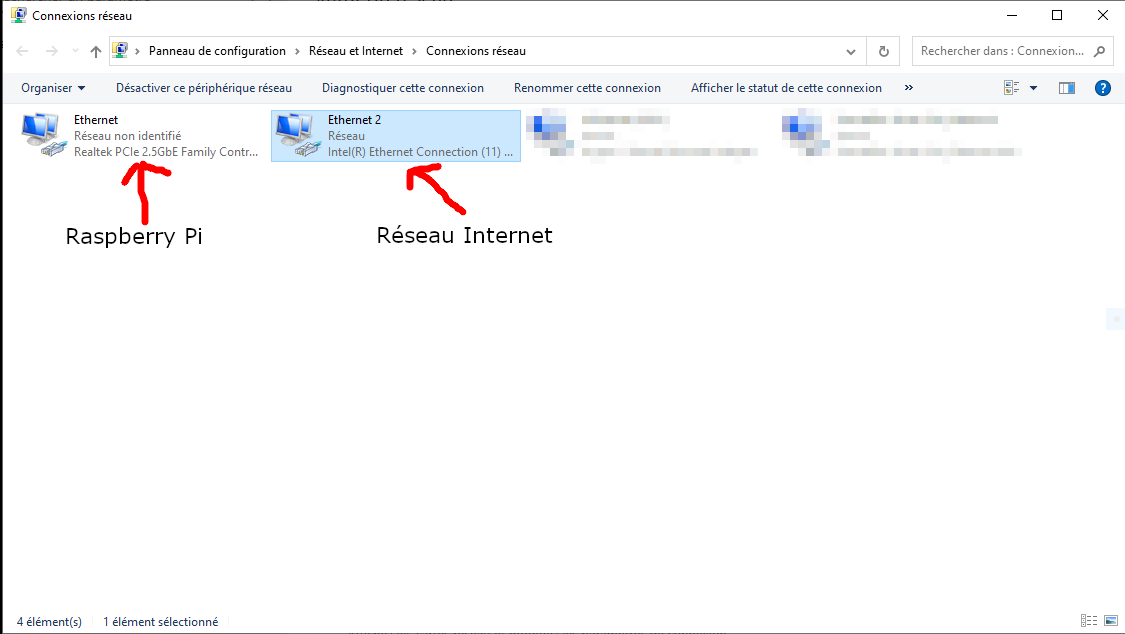 Connexions réseau
Panneau de configuration > Réseau et Internet > Connexions réseau
Rechercher dans : Connexion...
Organiser Désactiver ce périphérique réseau Diagnostiquer cette connexion Renommer cette connexion Afficher le statut de cette connexion »
Ethernet
Réseau non identifié
Realtek PCIe 2.5GbE Family Contr...
Ethernet 2
Réseau
Intel(R) Ethernet Connection (11) ...
Raspberry Pi
Réseau Internet
4 élément(s) 1 élément sélectionné